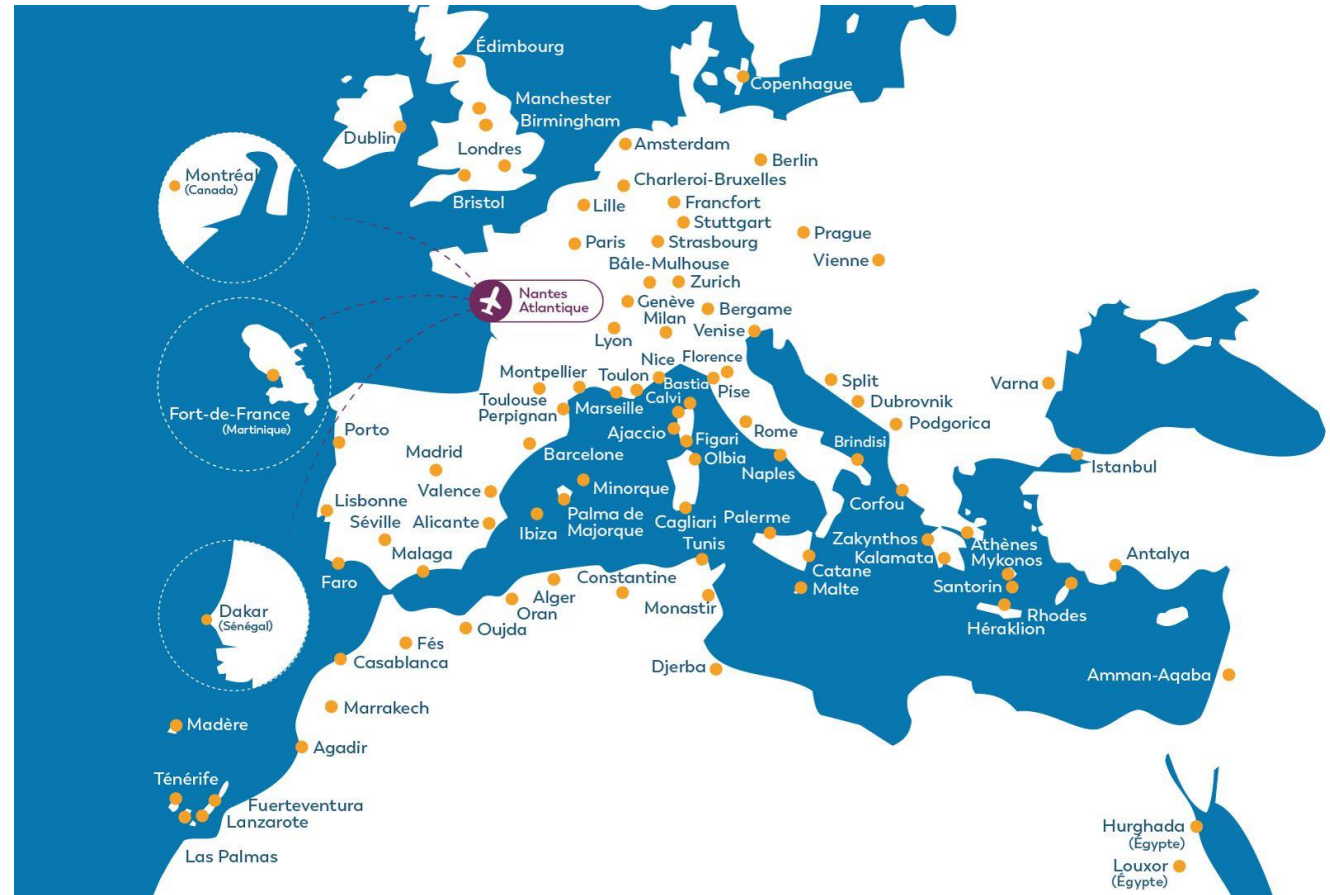 Édimbourg
Copenhague
Manchester
Birmingham
Dublin
Londres
Bristol
Amsterdam
Berlin
Montréal
(Canada)
Charleroi-Bruxelles
Lille
Francfort
Stuttgart
Paris
Strasbourg
Prague
Vienne
Bâle-Mulhouse
Zurich
Nantes
Atlantique
Genève
Bergame
Milan
Venise
Lyon
Nice
Florence
Montpellier
Toulon
Bastia
Pise
Split
Varna
Toulouse
Calvi
Perpignan
Marseille
Dubrovnik
Fort-de-France
(Martinique)
Ajaccio
Rome
Podgorica
Porto
Figari
Brindisi
Madrid
Barcelone
Olbia
Naples
Istanbul
Valence
Minorque
Corfou
Lisbonne
Séville
Alicante
Ibiza
Palma de
Majorque
Cagliari
Palerme
Malaga
Tunis
Zakynthos
Athènes
Kalamata
Mykonos
Antalya
Faro
Constantine
Catane
Malte
Santorin
Alger
Oran
Monastir
Rhodes
Dakar
(Sénégal)
Oujda
Héraklion
Fés
Casablanca
Djerba
Amman-Aqaba
Marrakech
Madère
Agadir
Ténérife
Fuerteventura
Lanzarote
Las Palmas
Hurghada
(Égypte)
Louxor
(Égypte)